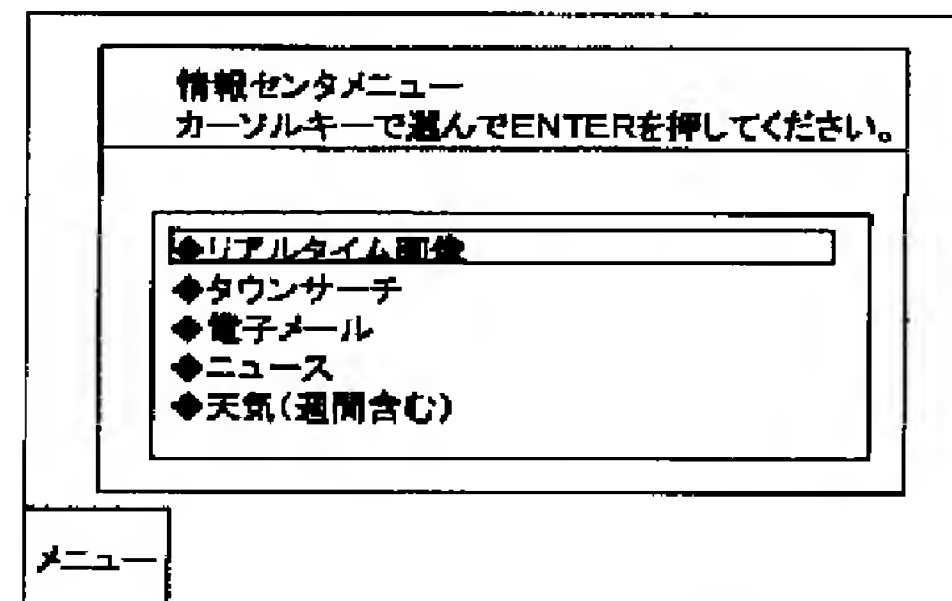 情報センタメニュー
カーソルキーで選んでENTERを押してください。
◆リアルタイム画像
◆タウンサーチ
◆電子メール
◆ニュース
◆天気(週間含む)
メニュー